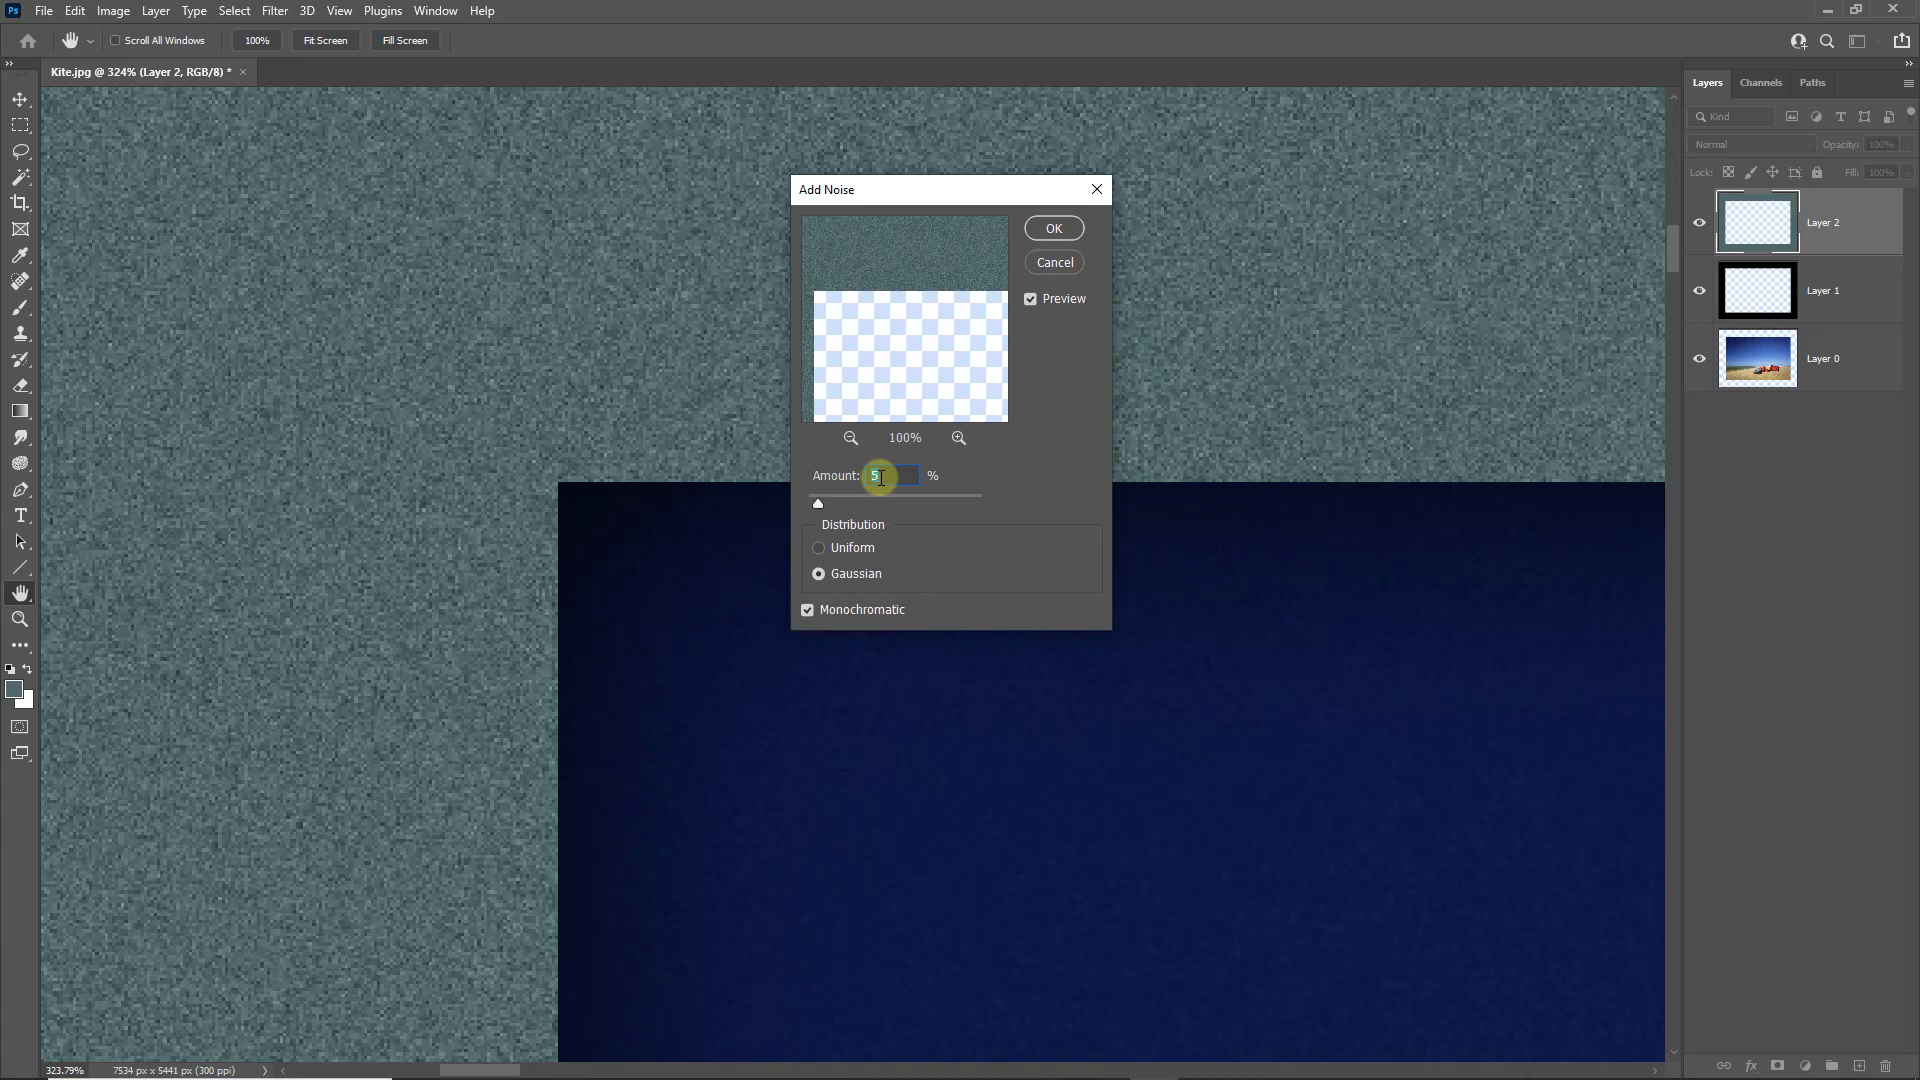 Ps File Edit Image Layer Type Select Filter 3D View Plugins Window Help
Scroll All Windows 100% Fit Screen Fill Screen
Kite.jpg @ 324% (Layer 2, RGB/8) *
Layers Channels Paths
Kind
Normal Opacity: 100%
Lock: Fill: 100%
Layer 2
Layer 1
Layer 0
Add Noise
OK
Cancel
Preview
100%
Amount: 5 %
Distribution
Uniform
Gaussian
Monochromatic
323.79% 7534 px x 5441 px (300 ppi)